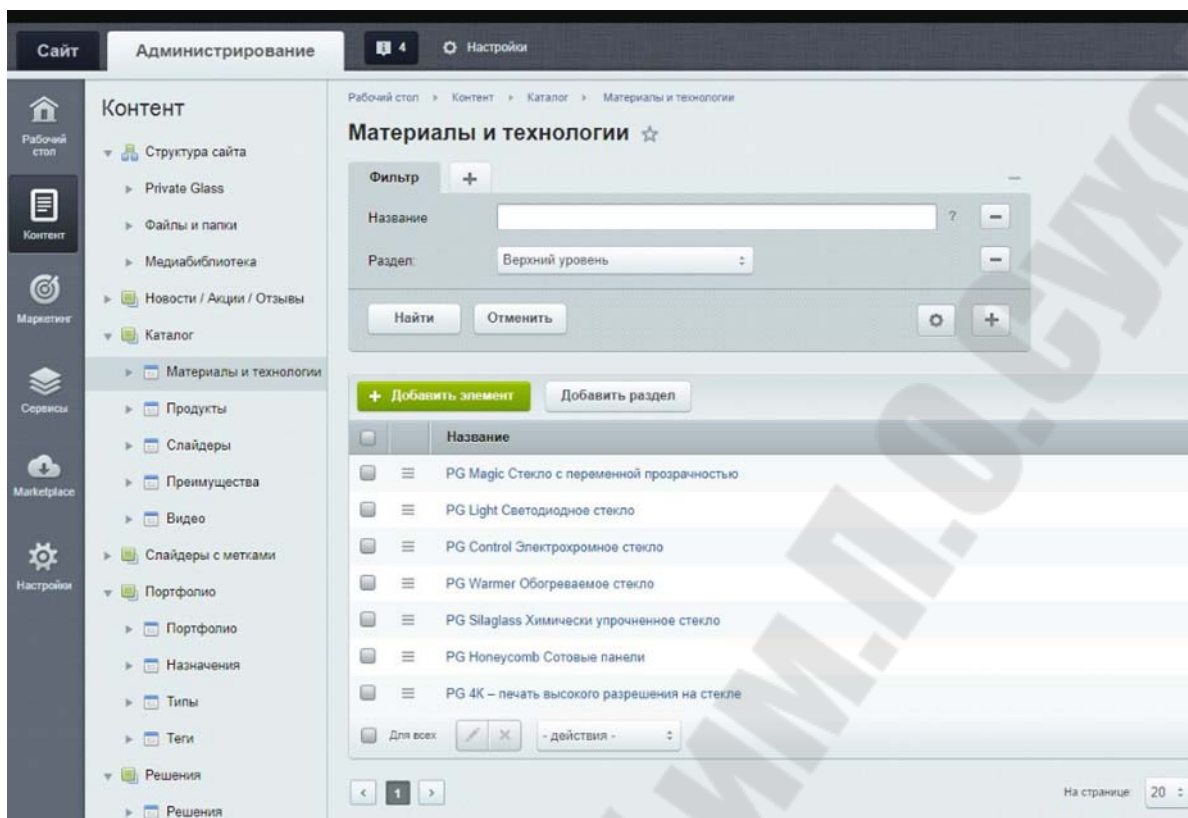 Сайт
Администрирование
4
Настройки
Рабочий стол
Контент
Маркетинг
Сервисы
Marketplace
Настройки
Контент
Структура сайта
Private Glass
Файлы и папки
Медиабиблиотека
Новости / Акции / Отзывы
Каталог
Материалы и технологии
Продукты
Слайдеры
Преимущества
Видео
Слайдеры с метками
Портфолио
Портфолио
Назначения
Типы
Теги
Решения
Решения
Рабочий стол Контент Каталог Материалы и технологии
Материалы и технологии
Фильтр +
Название ?
Раздел: Верхний уровень
Найти Отменить
+ Добавить элемент Добавить раздел
Название
PG Magic Стекло с переменной прозрачностью
PG Light Светодиодное стекло
PG Control Электрохромное стекло
PG Warmer Обогреваемое стекло
PG Silaglass Химически упрочненное стекло
PG Honeycomb Сотовые панели
PG 4K – печать высокого разрешения на стекле
Для всех - действия -
1
На странице: 20
ИМ.П.О.СУХО